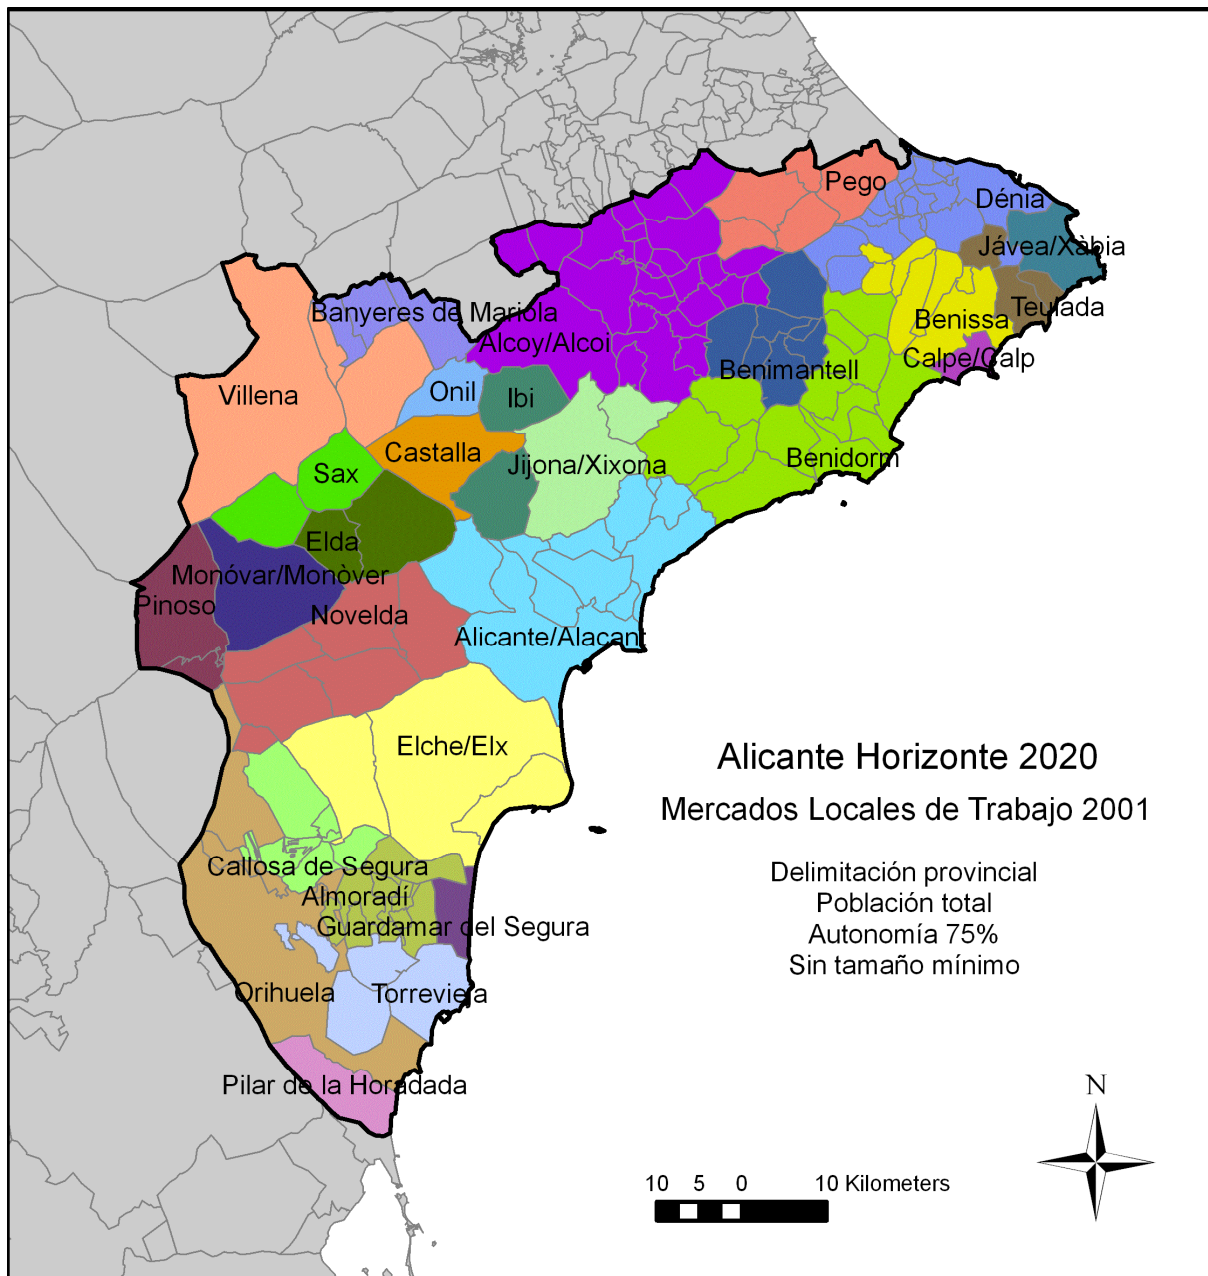 Pego
Dénia
Jávea/Xàbia
Banyeres de Mariola
Teulada
Benissa
Alcoy/Alcoi
Calpe/Calp
Benimantell
Villena
Onil
Ibi
Castalla
Benidorm
Jijona/Xixona
Sax
Elda
Monóvar/Monòver
Pinoso
Novelda
Alicante/Alacant
Elche/Elx
Alicante Horizonte 2020
Mercados Locales de Trabajo 2001
Callosa de Segura
Delimitación provincial
Almoradí
Población total
Guardamar del Segura
Autonomía 75%
Sin tamaño mínimo
Orihuela
Torrevieja
Pilar de la Horadada
N
10 5 0 10 Kilometers